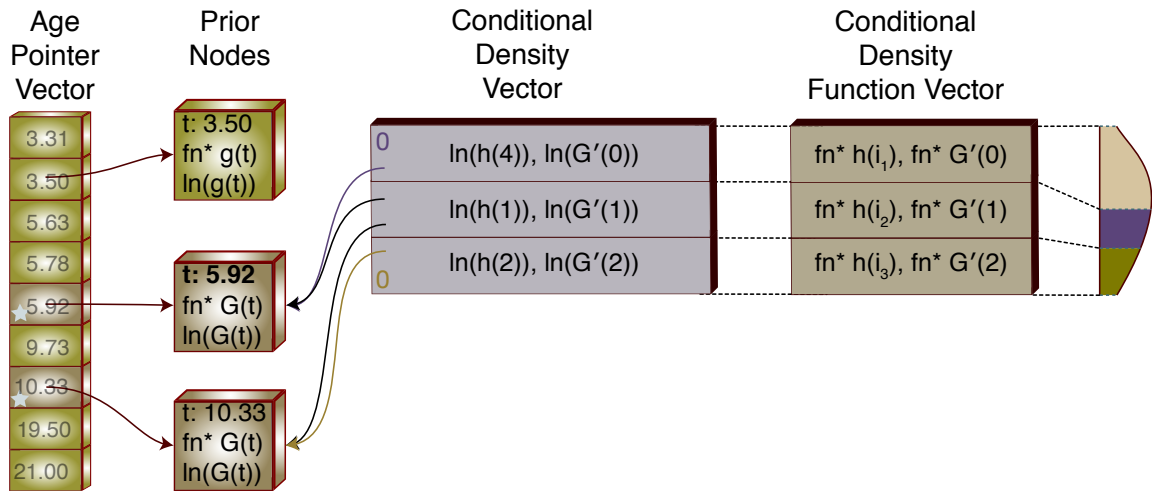 Age
Pointer
Vector
Prior
Nodes
Conditional
Density
Vector
Conditional
Density
Function Vector
3.31
3.50
5.63
5.78
5.92
9.73
10.33
19.50
21.00
t: 3.50
fn* g(t)
ln(g(t))
t: 5.92
fn* G(t)
ln(G(t))
t: 10.33
fn* G(t)
ln(G(t))
0
ln(h(4)), ln(G′(0))
ln(h(1)), ln(G′(1))
ln(h(2)), ln(G′(2))
0
fn* h(i₁), fn* G′(0)
fn* h(i₂), fn* G′(1)
fn* h(i₃), fn* G′(2)